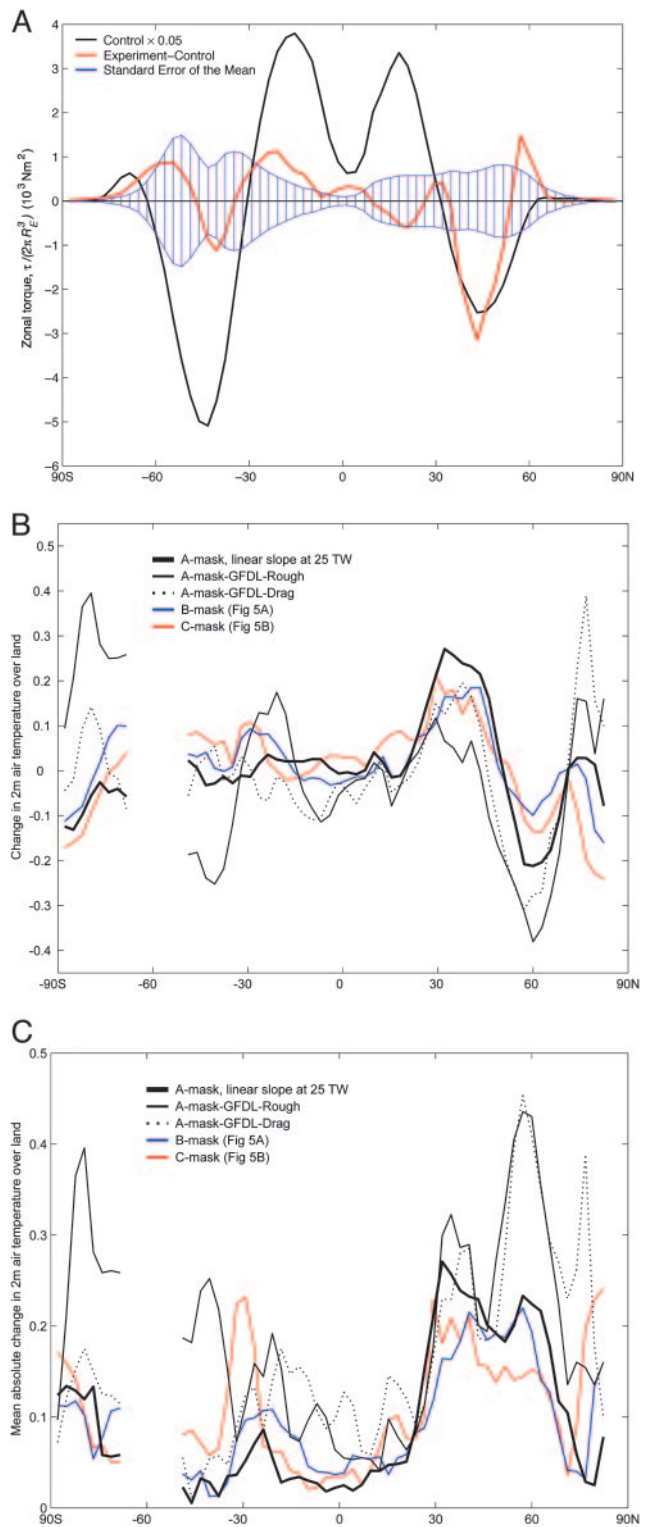 A
Control × 0.05
Experiment–Control
Standard Error of the Mean
Zonal torque, τ/(2π R_E^3) (10^3 Nm^2)
4
3
2
1
0
−1
−2
−3
−4
−5
−6
90S
−60
−30
0
30
60
90N
B
A-mask, linear slope at 25 TW
A-mask-GFDL-Rough
A-mask-GFDL-Drag
B-mask (Fig 5A)
C-mask (Fig 5B)
Change in 2m air temperature over land
0.5
0.4
0.3
0.2
0.1
0
-0.1
-0.2
-0.3
-0.4
-90S
-60
-30
0
30
60
90N
C
A-mask, linear slope at 25 TW
A-mask-GFDL-Rough
A-mask-GFDL-Drag
B-mask (Fig 5A)
C-mask (Fig 5B)
Mean absolute change in 2m air temperature over land
0.5
0.4
0.3
0.2
0.1
0
90S
-60
-30
0
30
60
90N